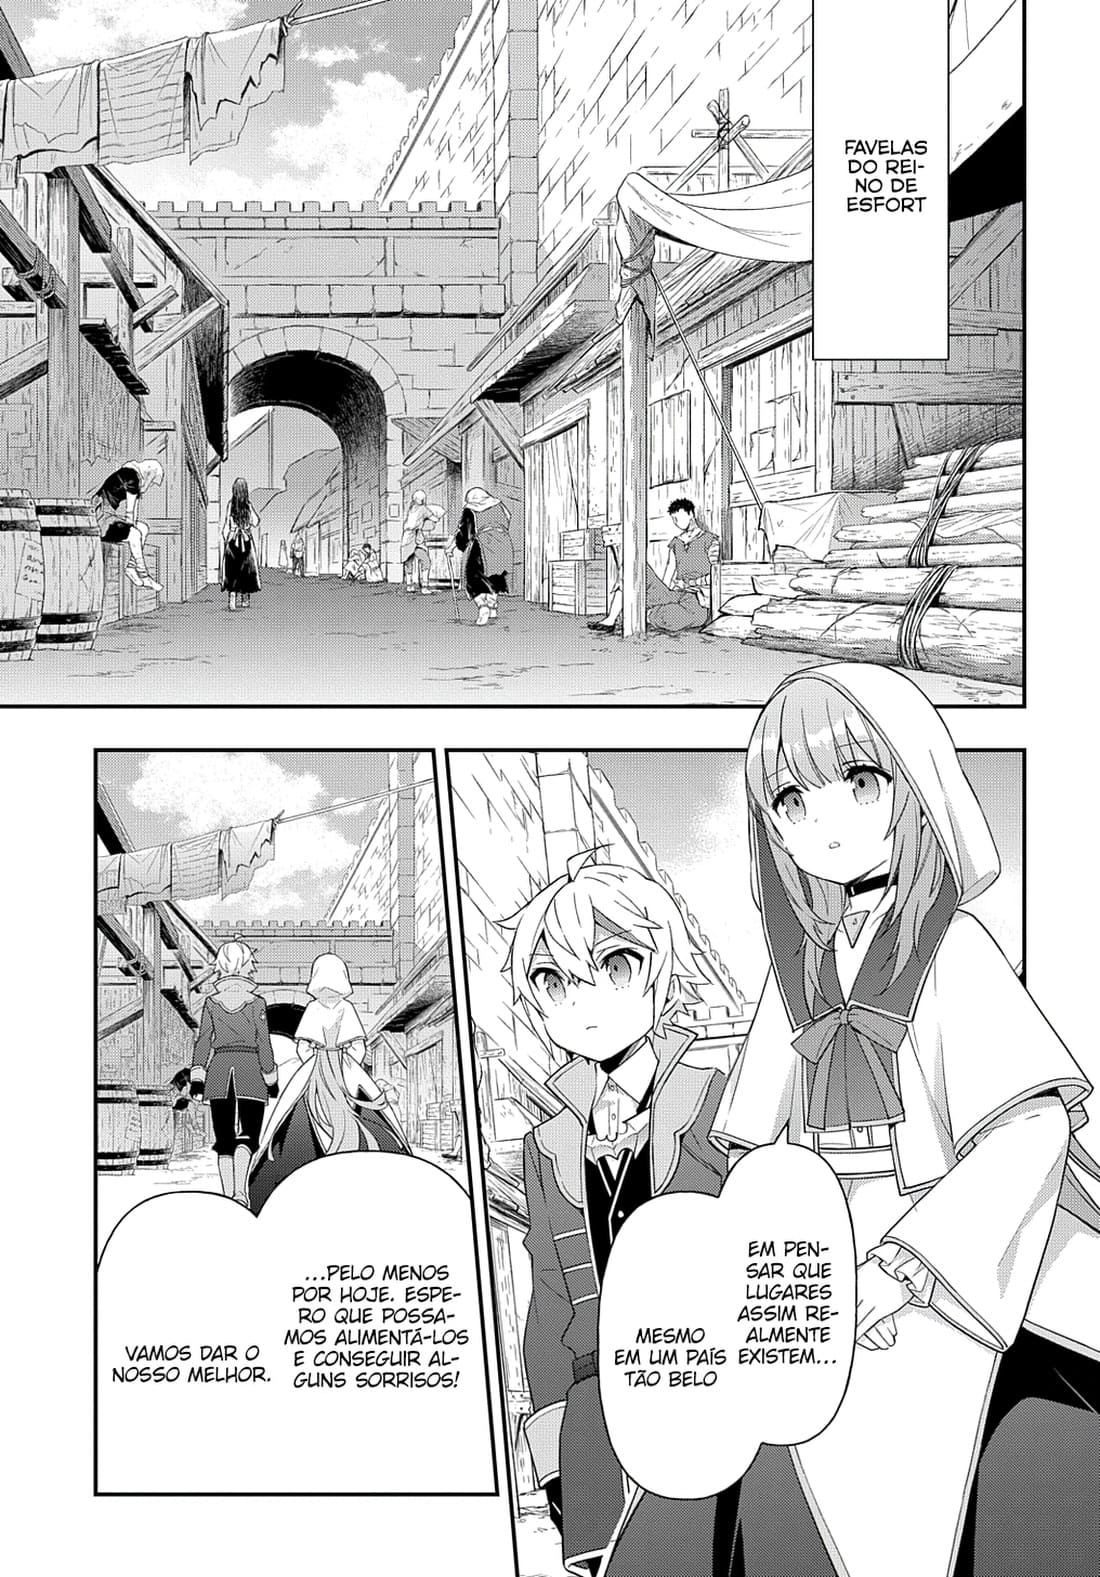 FAVELAS
DO REI-
NO DE
ESFORT
EM PEN-
SAR QUE
LUGARES
ASSIM RE-
ALMENTE
EXISTEM...
MESMO
EM UM PAÍS
TÃO BELO
...PELO MENOS
POR HOJE. ESPE-
RO QUE POSSA-
MOS ALIMENTÁ-LOS
E CONSEGUIR AL-
GUNS SORRISOS!
VAMOS DAR O
NOSSO MELHOR.